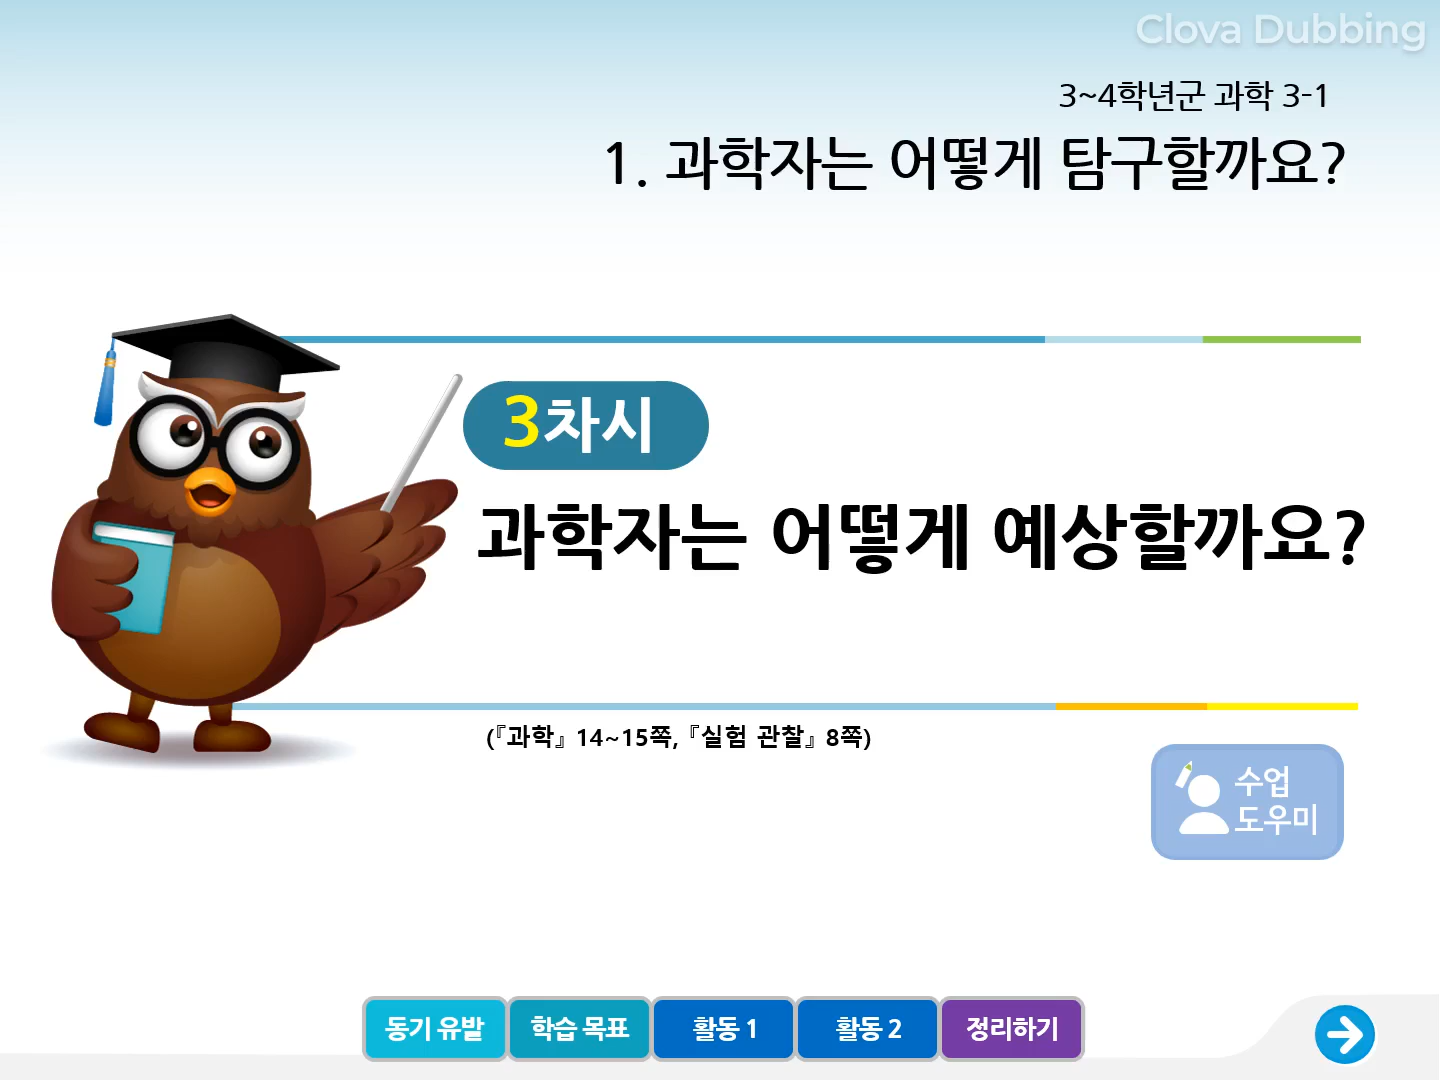 Clova Dubbing
3~4학년군 과학 3-1
1. 과학자는 어떻게 탐구할까요?
3차시
과학자는 어떻게 예상할까요?
(『과학』 14~15쪽, 『실험 관찰』 8쪽)
수업
도우미
동기 유발 학습 목표 활동 1 활동 2 정리하기